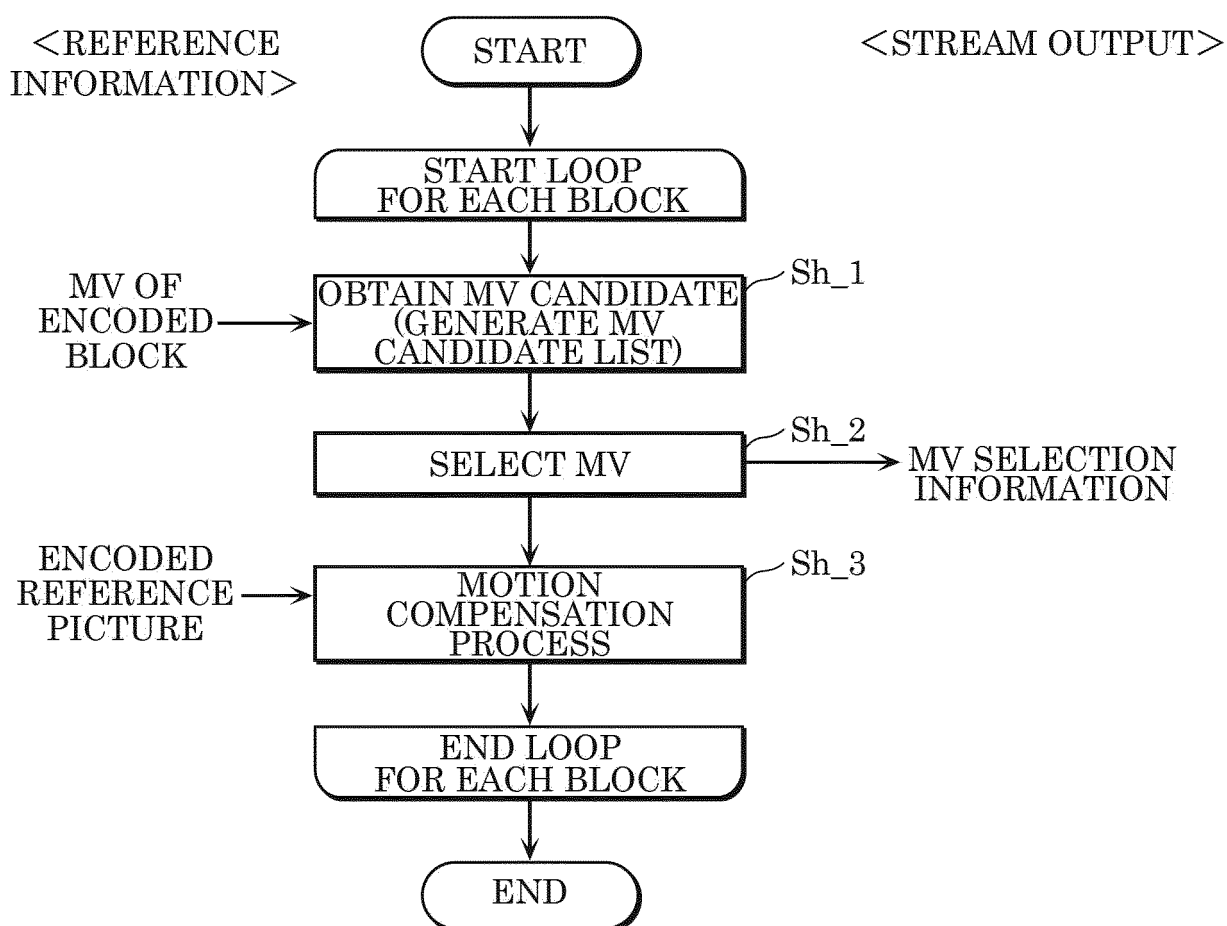 <REFERENCE
INFORMATION>
START
<STREAM OUTPUT>
START LOOP
FOR EACH BLOCK
MV OF
ENCODED
BLOCK
OBTAIN MV CANDIDATE
(GENERATE MV
CANDIDATE LIST)
Sh_1
SELECT MV
Sh_2
MV SELECTION
INFORMATION
ENCODED
REFERENCE
PICTURE
MOTION
COMPENSATION
PROCESS
Sh_3
END LOOP
FOR EACH BLOCK
END